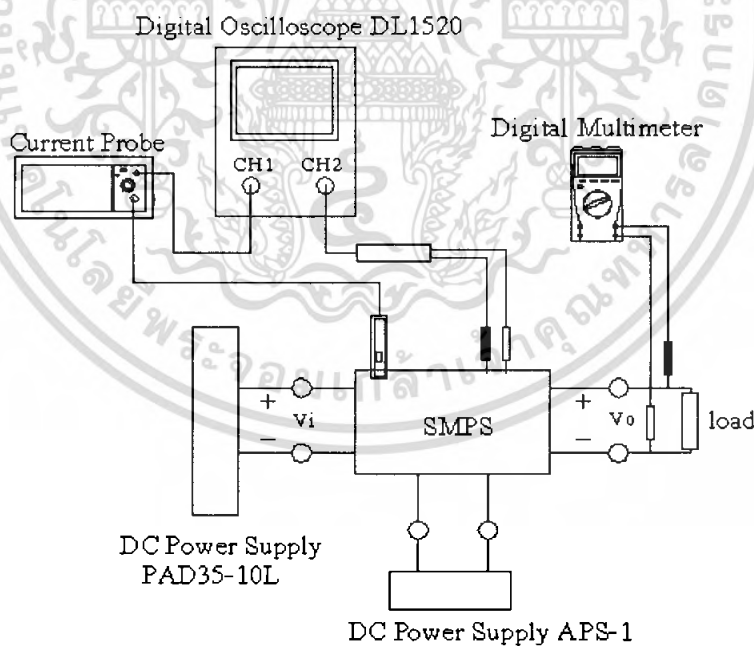 Digital Oscilloscope DL1520
Current Probe
CH1 CH2
Digital Multimeter
+
Vi
−
SMPS
+
Vo
−
load
DC Power Supply
PAD35-10L
DC Power Supply APS-1